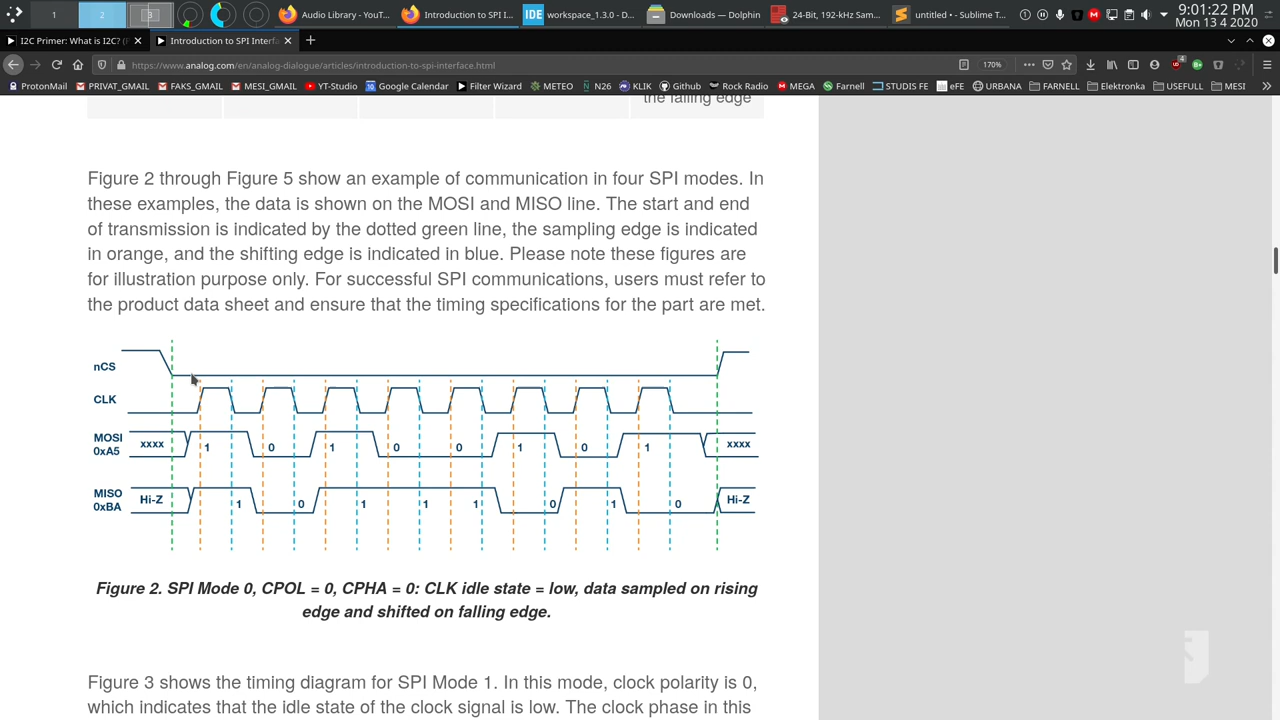 1 2 3 Audio Library - YouT... Introduction to SPI I... IDE workspace_1.3.0 - D... Downloads — Dolphin 24-Bit, 192-kHz Sam... untitled • - Sublime T... 9:01:22 PM
Mon 13 4 2020
I2C Primer: What is I2C? (P Introduction to SPI Interfa
https://www.analog.com/en/analog-dialogue/articles/introduction-to-spi-interface.html 170%
ProtonMail PRIVAT_GMAIL FAKS_GMAIL MESI_GMAIL YT-Studio Google Calendar Filter Wizard METEO N26 KLIK Github Rock Radio MEGA Farnell STUDIS FE eFE URBANA FARNELL Elektronka USEFULL MESI
the falling edge
Figure 2 through Figure 5 show an example of communication in four SPI modes. In
these examples, the data is shown on the MOSI and MISO line. The start and end
of transmission is indicated by the dotted green line, the sampling edge is indicated
in orange, and the shifting edge is indicated in blue. Please note these figures are
for illustration purpose only. For successful SPI communications, users must refer to
the product data sheet and ensure that the timing specifications for the part are met.
nCS
CLK
MOSI
0xA5
xxxx 1 0 1 0 0 1 0 1 xxxx
MISO
0xBA
Hi-Z 1 0 1 1 1 0 1 0 Hi-Z
Figure 2. SPI Mode 0, CPOL = 0, CPHA = 0: CLK idle state = low, data sampled on rising
edge and shifted on falling edge.
Figure 3 shows the timing diagram for SPI Mode 1. In this mode, clock polarity is 0,
which indicates that the idle state of the clock signal is low. The clock phase in this